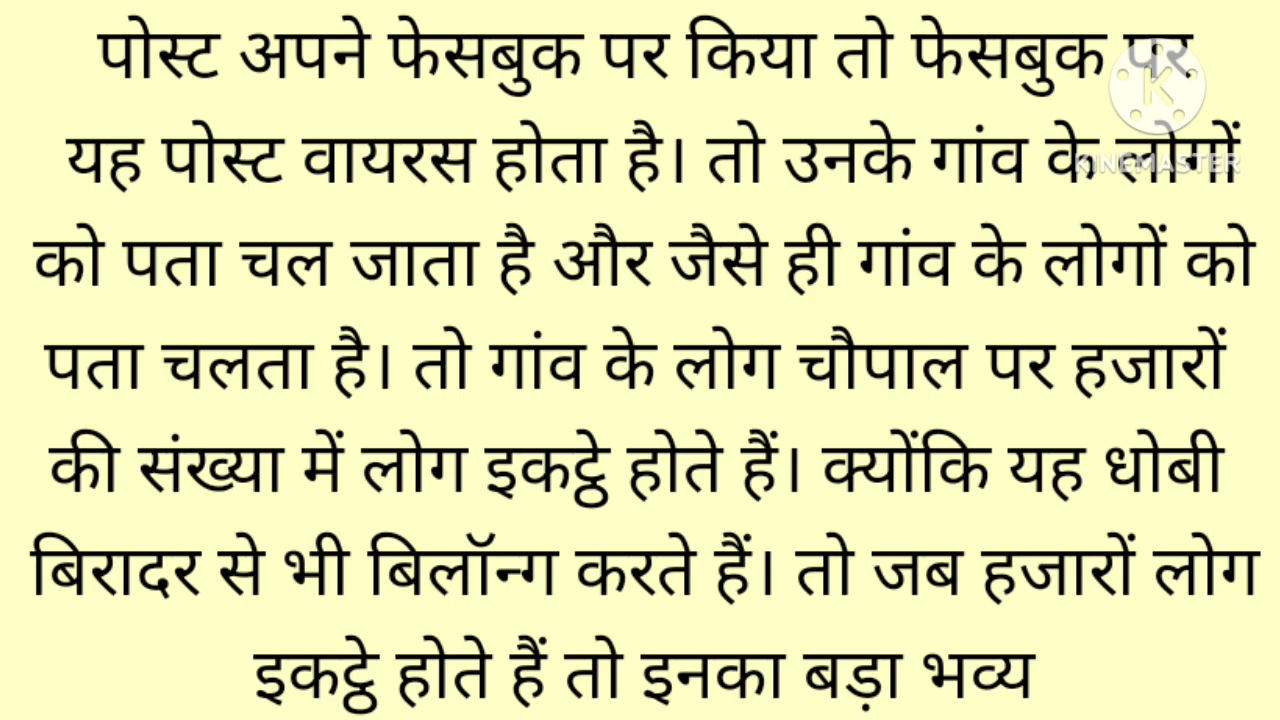 पोस्ट अपने फेसबुक पर किया तो फेसबुक पर
यह पोस्ट वायरस होता है। तो उनके गांव के लोगों
को पता चल जाता है और जैसे ही गांव के लोगों को
पता चलता है। तो गांव के लोग चौपाल पर हजारों
की संख्या में लोग इकट्ठे होते हैं। क्योंकि यह धोबी
बिरादर से भी बिलॉन्ग करते हैं। तो जब हजारों लोग
इकट्ठे होते हैं तो इनका बड़ा भव्य
K
KINEMASTER